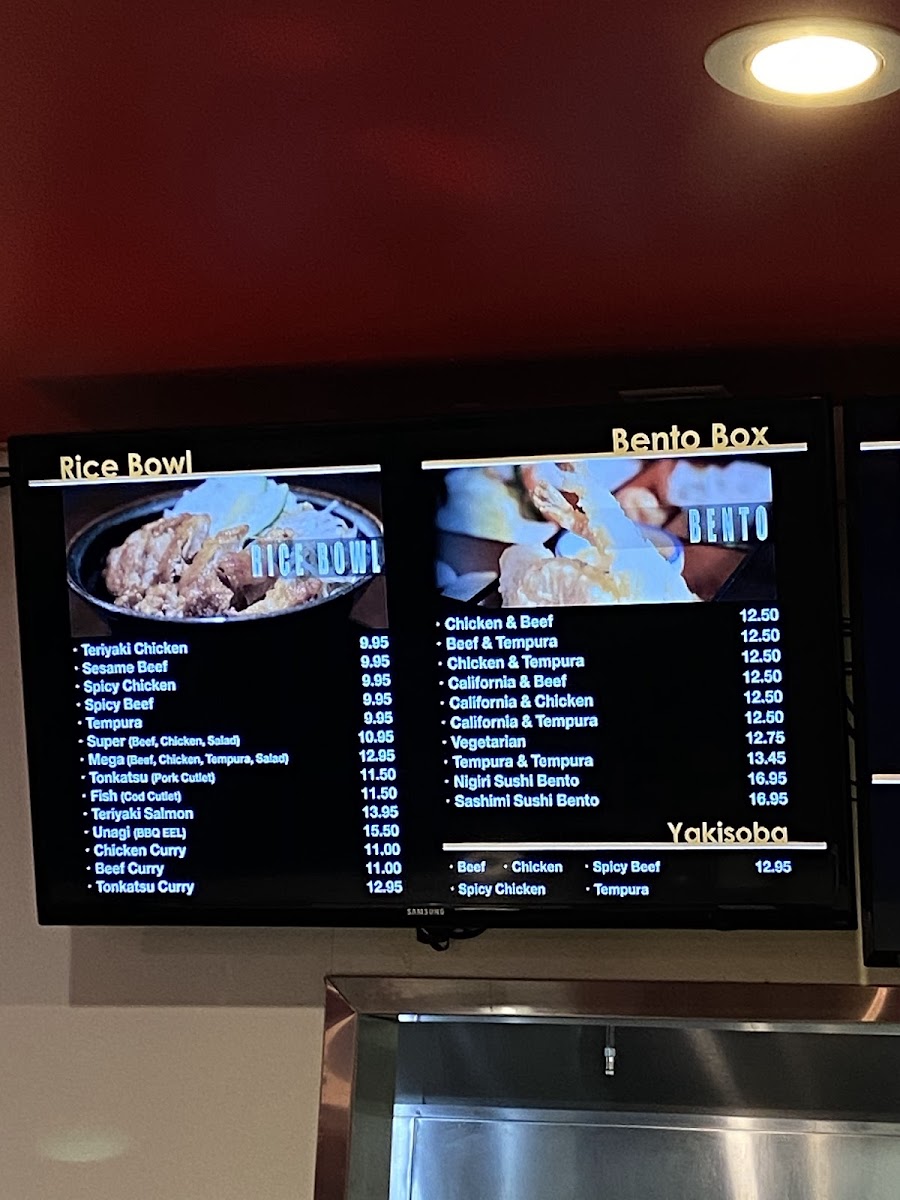 Rice Bowl
RICE BOWL
· Teriyaki Chicken 9.95
· Sesame Beef 9.95
· Spicy Chicken 9.95
· Spicy Beef 9.95
· Tempura 9.95
· Super (Beef, Chicken, Salad) 10.95
· Mega (Beef, Chicken, Tempura, Salad) 12.95
· Tonkatsu (Pork Cutlet) 11.50
· Fish (Cod Cutlet) 11.50
· Teriyaki Salmon 13.95
· Unagi (BBQ EEL) 15.50
· Chicken Curry 11.00
· Beef Curry 11.00
· Tonkatsu Curry 12.95
Bento Box
BENTO
· Chicken & Beef 12.50
· Beef & Tempura 12.50
· Chicken & Tempura 12.50
· California & Beef 12.50
· California & Chicken 12.50
· California & Tempura 12.50
· Vegetarian 12.75
· Tempura & Tempura 13.45
· Nigiri Sushi Bento 16.95
· Sashimi Sushi Bento 16.95
Yakisoba
· Beef · Chicken · Spicy Beef 12.95
· Spicy Chicken · Tempura
SAMSUNG